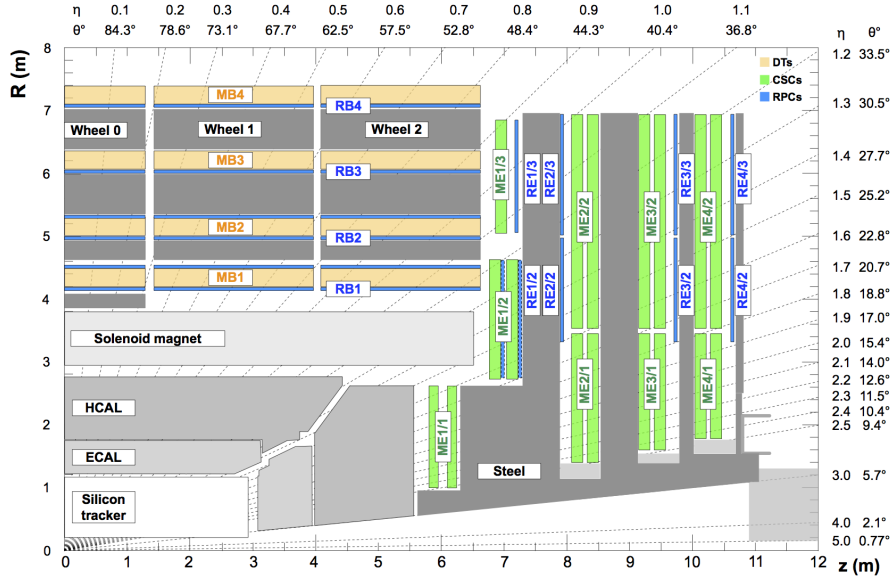 η 0.1 0.2 0.3 0.4 0.5 0.6 0.7 0.8 0.9 1.0 1.1
θ° 84.3° 78.6° 73.1° 67.7° 62.5° 57.5° 52.8° 48.4° 44.3° 40.4° 36.8° η θ°
R (m)
8
7
6
5
4
3
2
1
0
1.2 33.5°
1.3 30.5°
1.4 27.7°
1.5 25.2°
1.6 22.8°
1.7 20.7°
1.8 18.8°
1.9 17.0°
2.0 15.4°
2.1 14.0°
2.2 12.6°
2.3 11.5°
2.4 10.4°
2.5 9.4°
3.0 5.7°
4.0 2.1°
5.0 0.77°
DTs
CSCs
RPCs
MB4
RB4
Wheel 0 Wheel 1 Wheel 2
MB3
RB3
MB2
RB2
MB1
RB1
ME1/3
RE1/3
RE2/3
ME2/2
ME3/2
RE3/3
ME4/2
RE4/3
ME1/2
RE1/2
RE2/2
RE3/2
RE4/2
Solenoid magnet
HCAL
ECAL
Silicon
tracker
ME1/1
ME2/1
ME3/1
ME4/1
Steel
0 1 2 3 4 5 6 7 8 9 10 11 12
z (m)